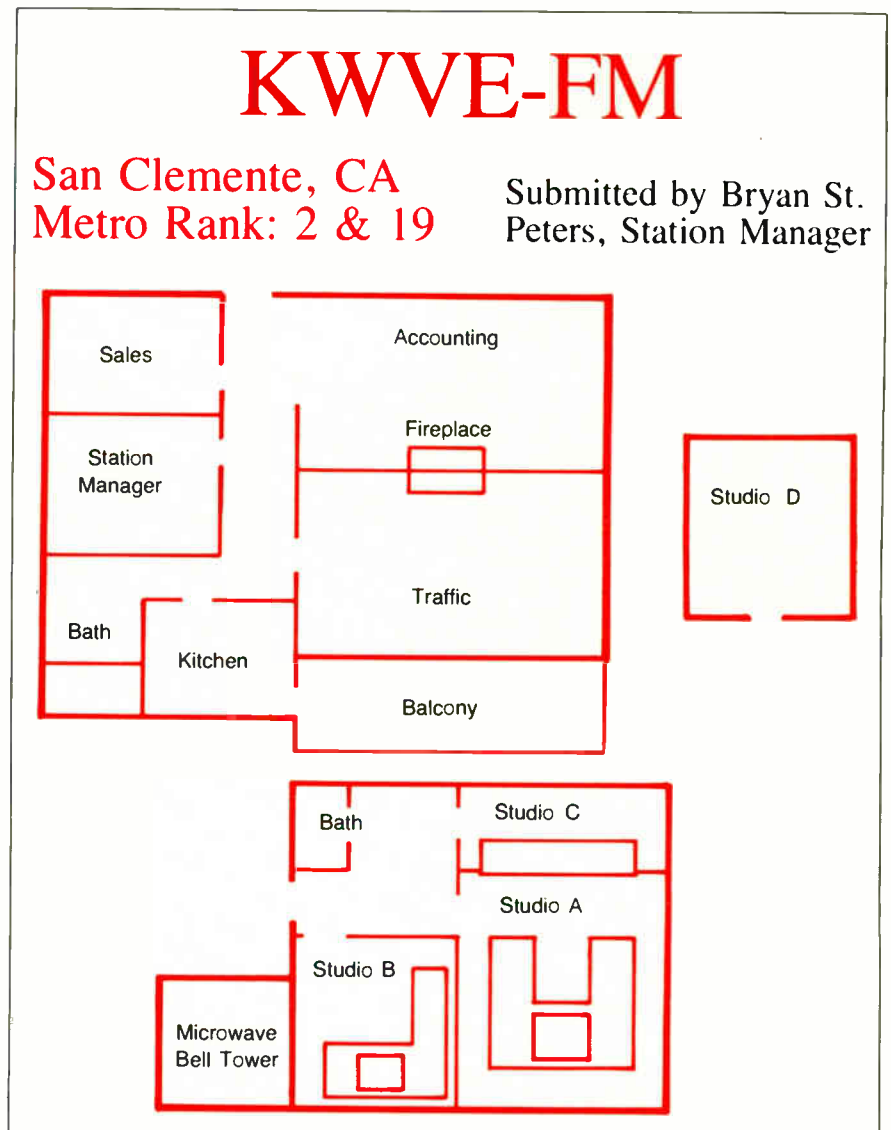 KWVE-FM
San Clemente, CA
Metro Rank: 2 & 19
Submitted by Bryan St.
Peters, Station Manager
Sales
Accounting
Fireplace
Station
Manager
Studio D
Traffic
Bath
Kitchen
Balcony
Bath
Studio C
Studio A
Studio B
Microwave
Bell Tower